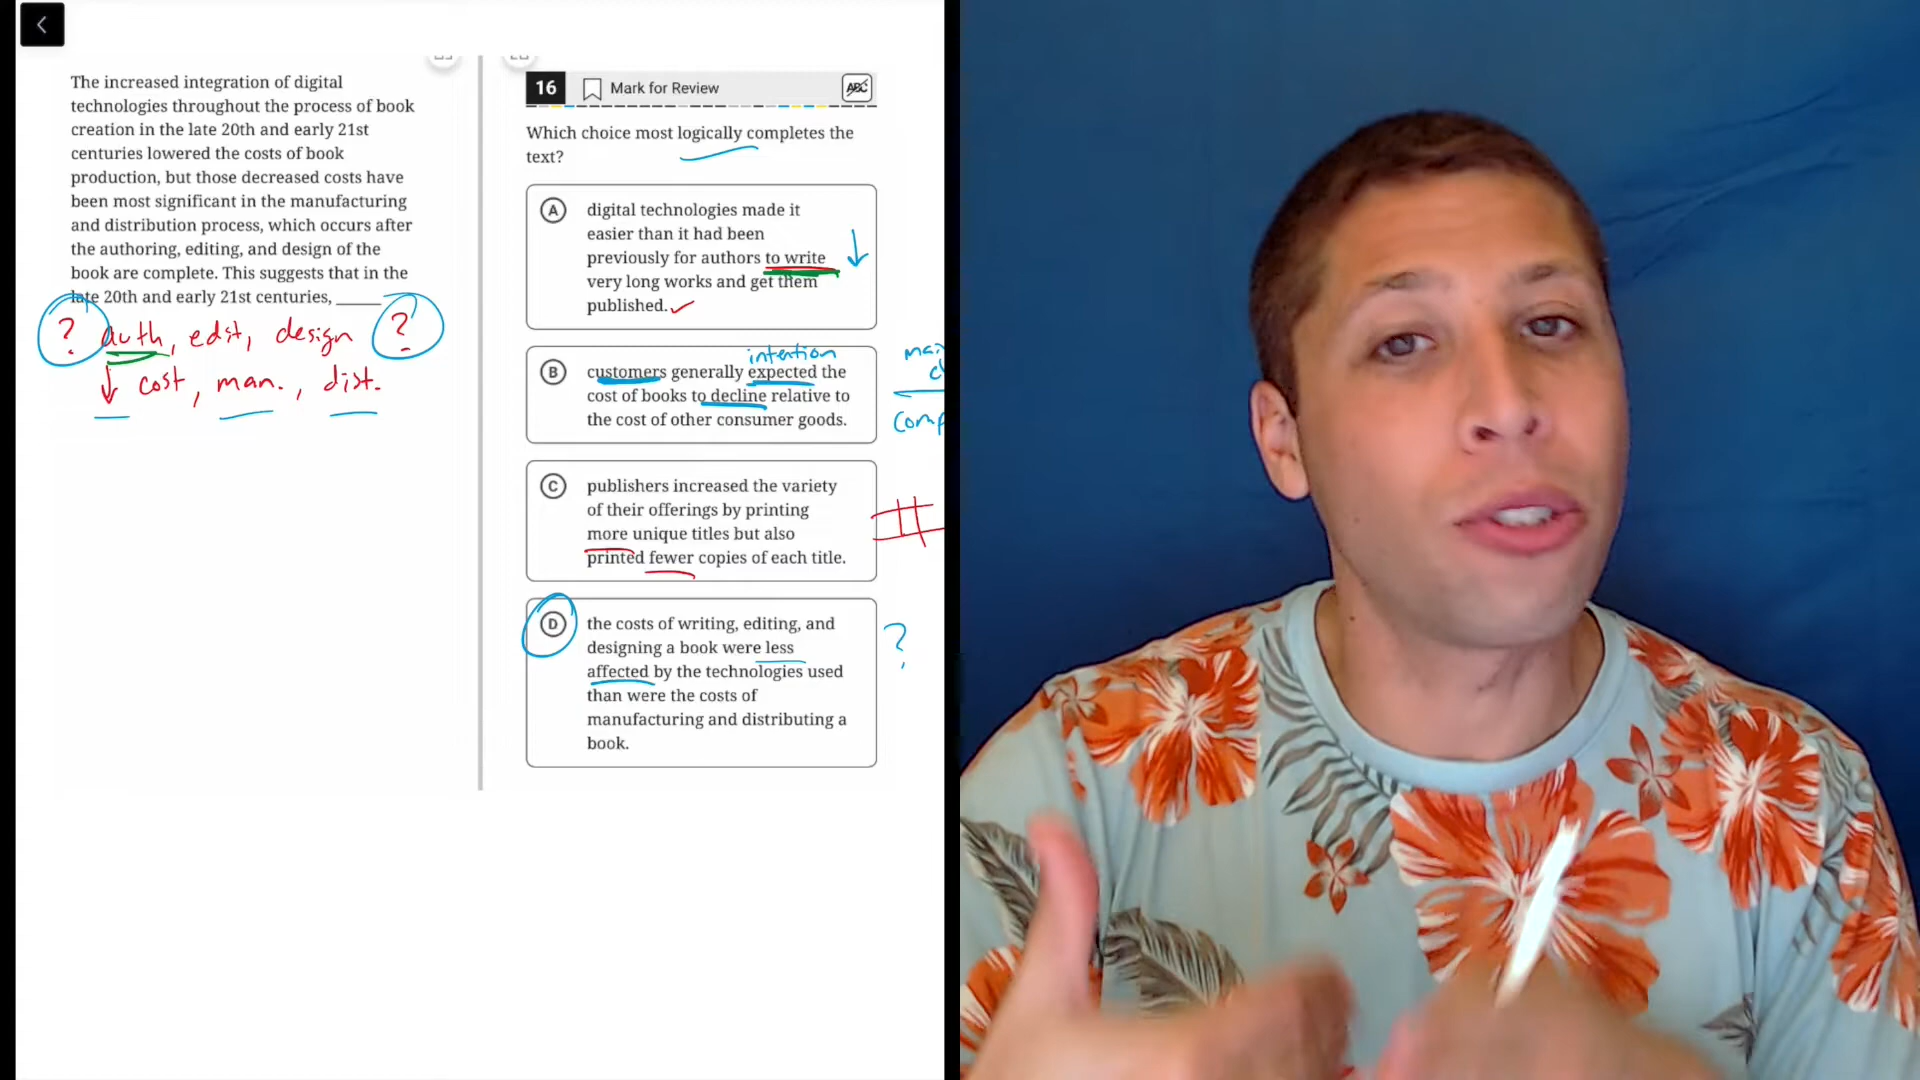 The increased integration of digital
technologies throughout the process of book
creation in the late 20th and early 21st
centuries lowered the costs of book
production, but those decreased costs have
been most significant in the manufacturing
and distribution process, which occurs after
the authoring, editing, and design of the
book are complete. This suggests that in the
late 20th and early 21st centuries, ______
? auth, edit, design ?
↓ cost, man., dist.
16 Mark for Review ABC
Which choice most logically completes the
text?
A digital technologies made it
easier than it had been
previously for authors to write
very long works and get them
published.
↓
intention
B customers generally expected the
cost of books to decline relative to
the cost of other consumer goods.
C publishers increased the variety
of their offerings by printing
more unique titles but also
printed fewer copies of each title.
#
D the costs of writing, editing, and
designing a book were less
affected by the technologies used
than were the costs of
manufacturing and distributing a
book.
?